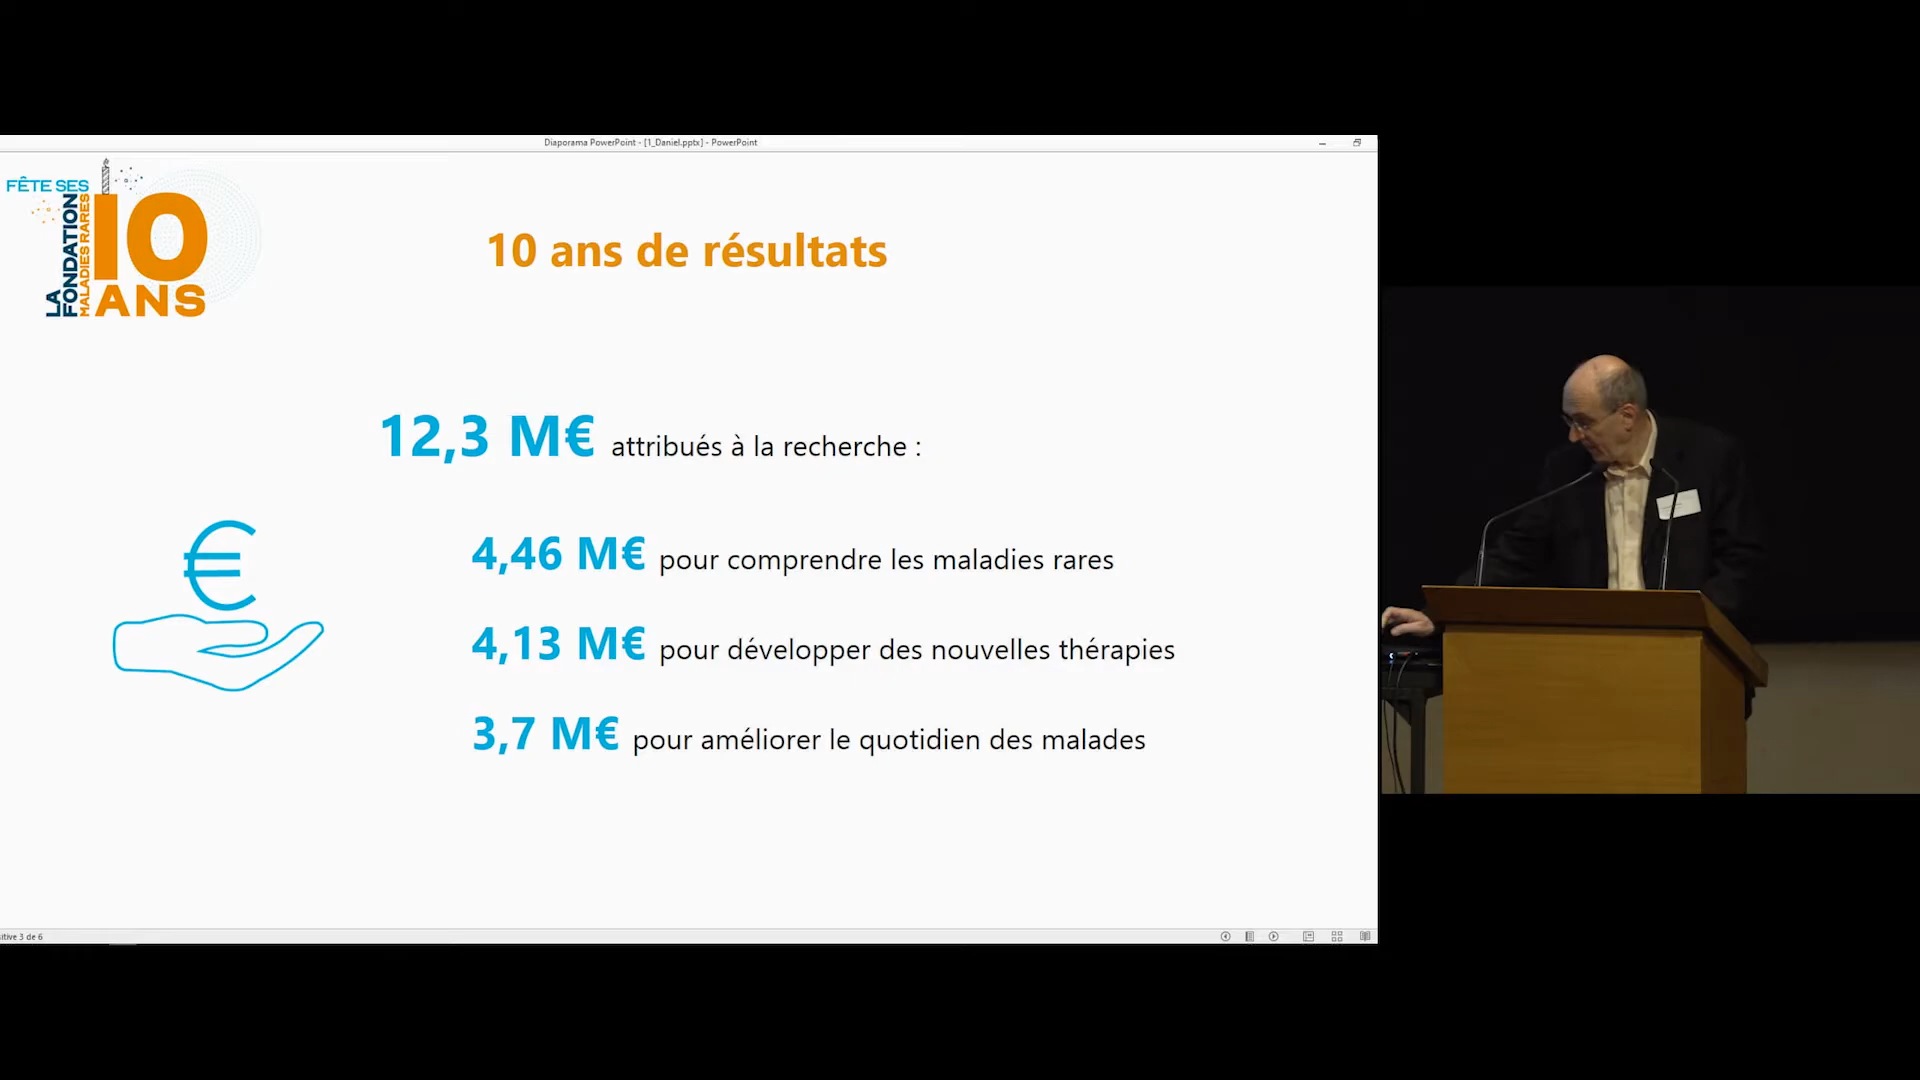 Diaporama PowerPoint - [1_Daniel.pptx] - PowerPoint
FÊTE SES
LA
FONDATION
MALADIES RARES
10
ANS
10 ans de résultats
12,3 M€ attribués à la recherche :
4,46 M€ pour comprendre les maladies rares
4,13 M€ pour développer des nouvelles thérapies
3,7 M€ pour améliorer le quotidien des malades
sitive 3 de 6